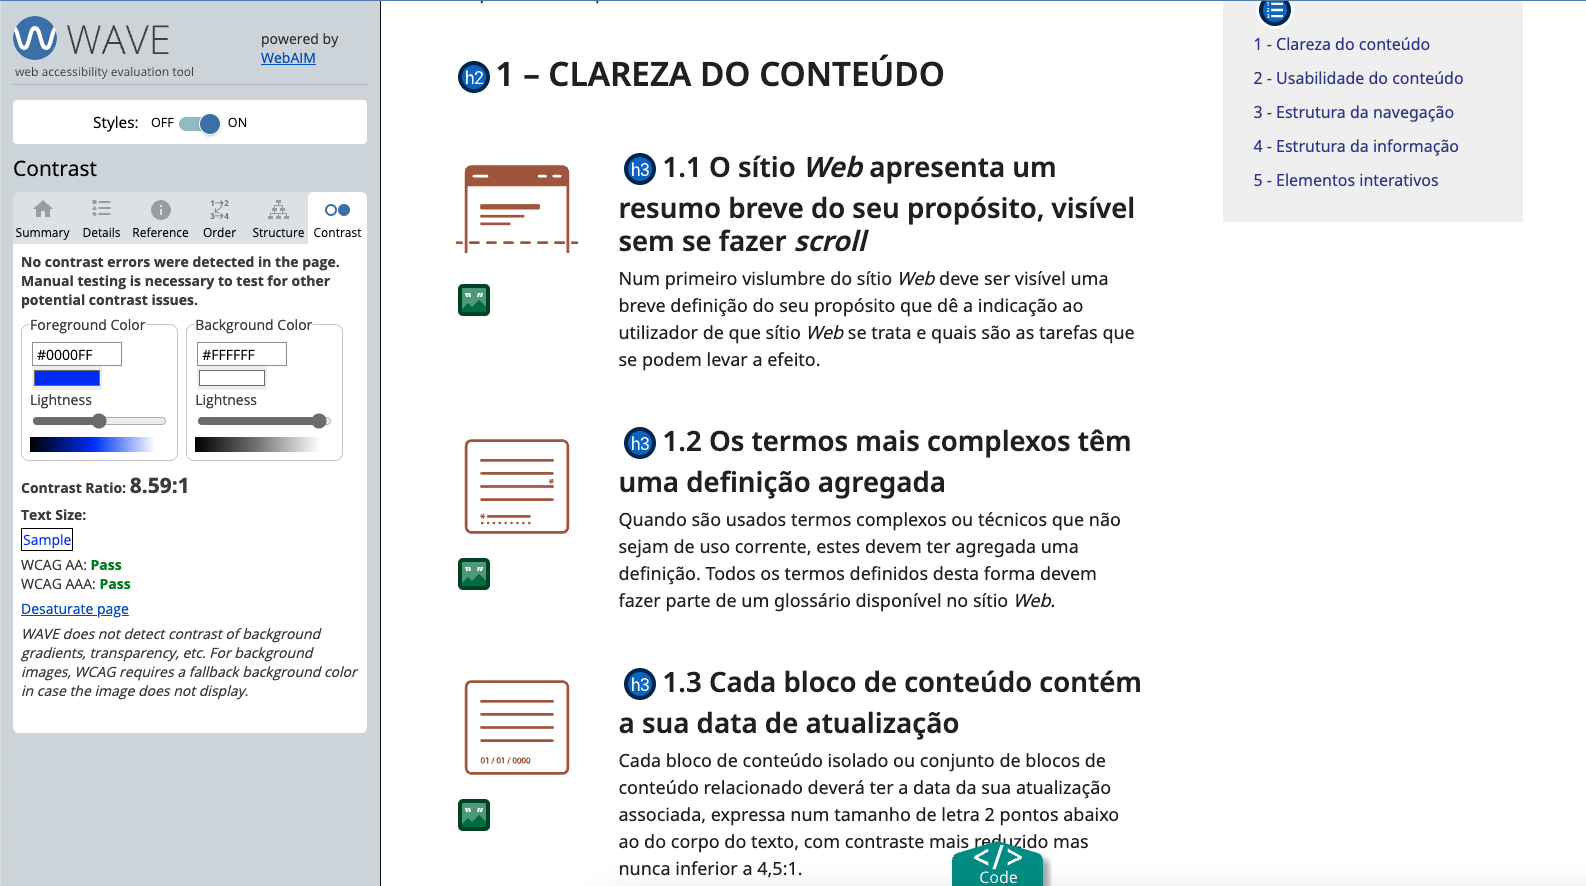 WAVE
web accessibility evaluation tool
powered by
WebAIM
Styles: OFF ON
Contrast
Summary Details Reference Order Structure Contrast
No contrast errors were detected in the page.
Manual testing is necessary to test for other
potential contrast issues.
Foreground Color
#0000FF
Lightness
Background Color
#FFFFFF
Lightness
Contrast Ratio: 8.59:1
Text Size:
Sample
WCAG AA: Pass
WCAG AAA: Pass
Desaturate page
WAVE does not detect contrast of background
gradients, transparency, etc. For background
images, WCAG requires a fallback background color
in case the image does not display.
h2 1 – CLAREZA DO CONTEÚDO
h3 1.1 O sítio Web apresenta um
resumo breve do seu propósito, visível
sem se fazer scroll
Num primeiro vislumbre do sítio Web deve ser visível uma
breve definição do seu propósito que dê a indicação ao
utilizador de que sítio Web se trata e quais são as tarefas que
se podem levar a efeito.
h3 1.2 Os termos mais complexos têm
uma definição agregada
Quando são usados termos complexos ou técnicos que não
sejam de uso corrente, estes devem ter agregada uma
definição. Todos os termos definidos desta forma devem
fazer parte de um glossário disponível no sítio Web.
h3 1.3 Cada bloco de conteúdo contém
a sua data de atualização
01 / 01 / 0000
Cada bloco de conteúdo isolado ou conjunto de blocos de
conteúdo relacionado deverá ter a data da sua atualização
associada, expressa num tamanho de letra 2 pontos abaixo
ao do corpo do texto, com contraste mais reduzido mas
nunca inferior a 4,5:1.
</>
Code
1 - Clareza do conteúdo
2 - Usabilidade do conteúdo
3 - Estrutura da navegação
4 - Estrutura da informação
5 - Elementos interativos